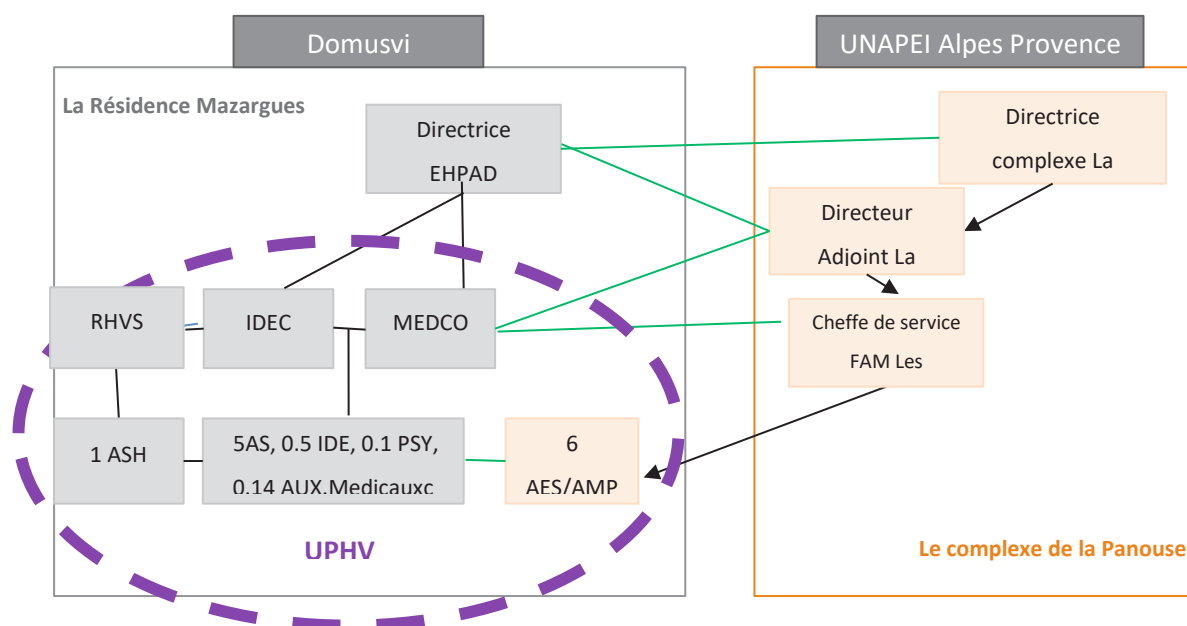 Domusvi
UNAPEI Alpes Provence
La Résidence Mazargues
Directrice
EHPAD
Directrice
complexe La
Directeur
Adjoint La
RHVS
IDEC
MEDCO
Cheffe de service
FAM Les
1 ASH
5AS, 0.5 IDE, 0.1 PSY,
0.14 AUX.Medicauxc
6
AES/AMP
UPHV
Le complexe de la Panouse